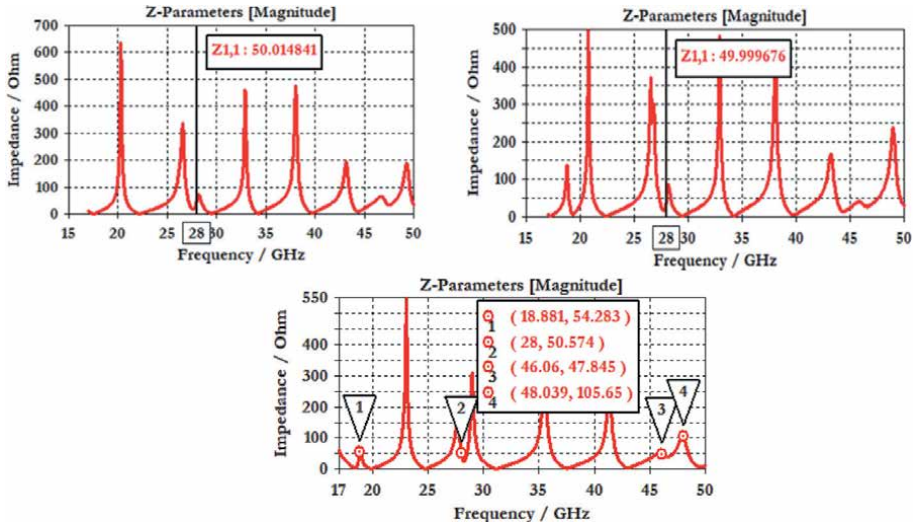 Z-Parameters [Magnitude]
Impedance / Ohm
700
600
500
400
300
200
100
0
Z1,1 : 50.014841
15 20 28 30 35 40 45 50
Frequency / GHz
Z-Parameters [Magnitude]
Impedance / Ohm
500
400
300
200
100
0
Z1,1 : 49.999676
15 20 28 30 35 40 45 50
Frequency / GHz
Z-Parameters [Magnitude]
Impedance / Ohm
550
400
300
200
100
0
1 ( 18.881, 54.283 )
2 ( 28, 50.574 )
3 ( 46.06, 47.845 )
4 ( 48.039, 105.65 )
1 2 3 4
17 20 25 30 35 40 45 50
Frequency / GHz